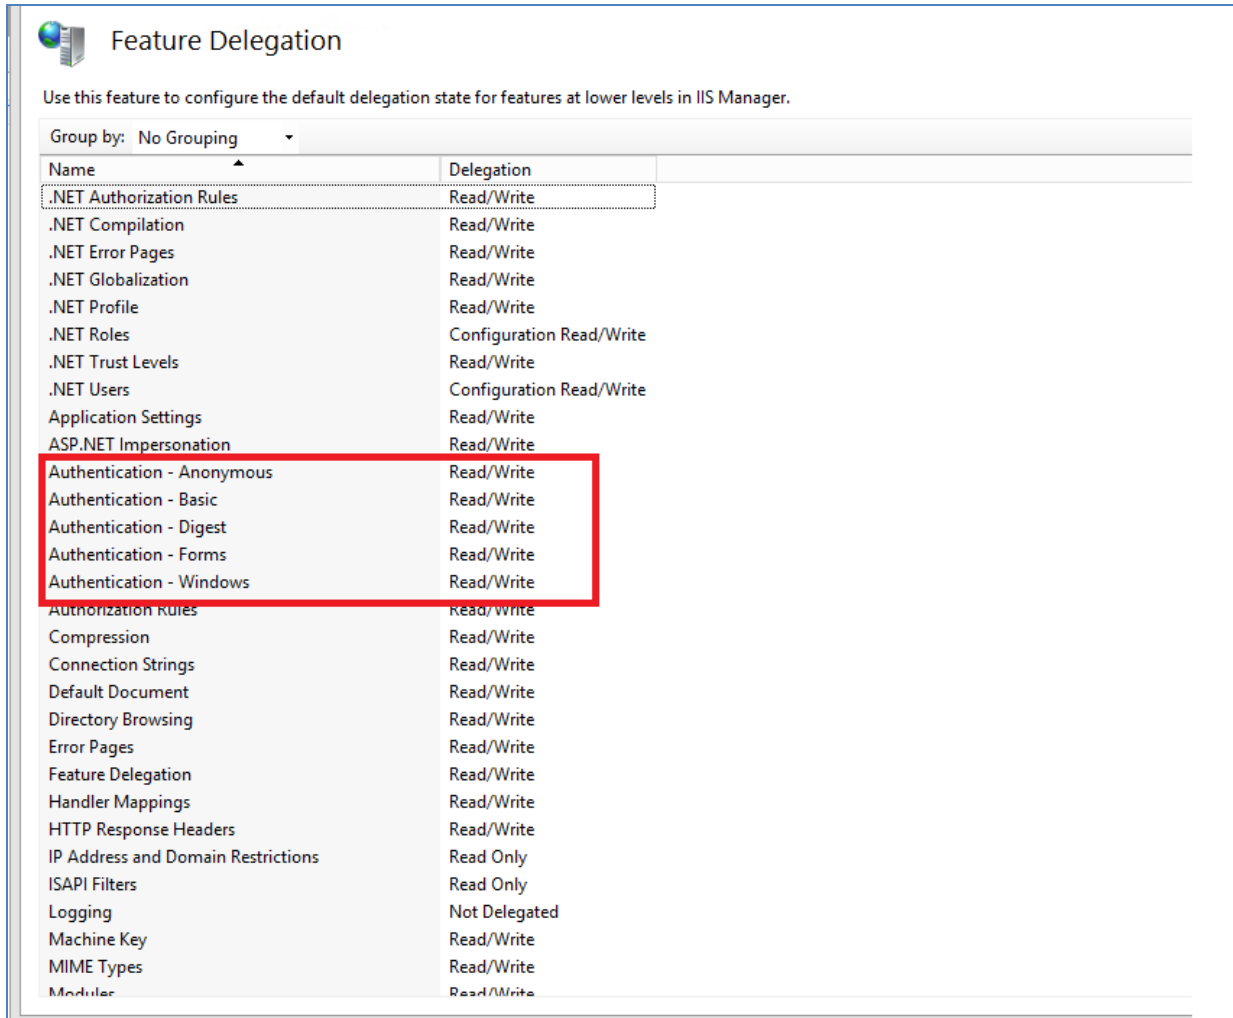 Feature Delegation
Use this feature to configure the default delegation state for features at lower levels in IIS Manager.
Group by: No Grouping
Name Delegation
.NET Authorization Rules Read/Write
.NET Compilation Read/Write
.NET Error Pages Read/Write
.NET Globalization Read/Write
.NET Profile Read/Write
.NET Roles Configuration Read/Write
.NET Trust Levels Read/Write
.NET Users Configuration Read/Write
Application Settings Read/Write
ASP.NET Impersonation Read/Write
Authentication - Anonymous Read/Write
Authentication - Basic Read/Write
Authentication - Digest Read/Write
Authentication - Forms Read/Write
Authentication - Windows Read/Write
Authorization Rules Read/Write
Compression Read/Write
Connection Strings Read/Write
Default Document Read/Write
Directory Browsing Read/Write
Error Pages Read/Write
Feature Delegation Read/Write
Handler Mappings Read/Write
HTTP Response Headers Read/Write
IP Address and Domain Restrictions Read Only
ISAPI Filters Read Only
Logging Not Delegated
Machine Key Read/Write
MIME Types Read/Write
Modules Read/Write